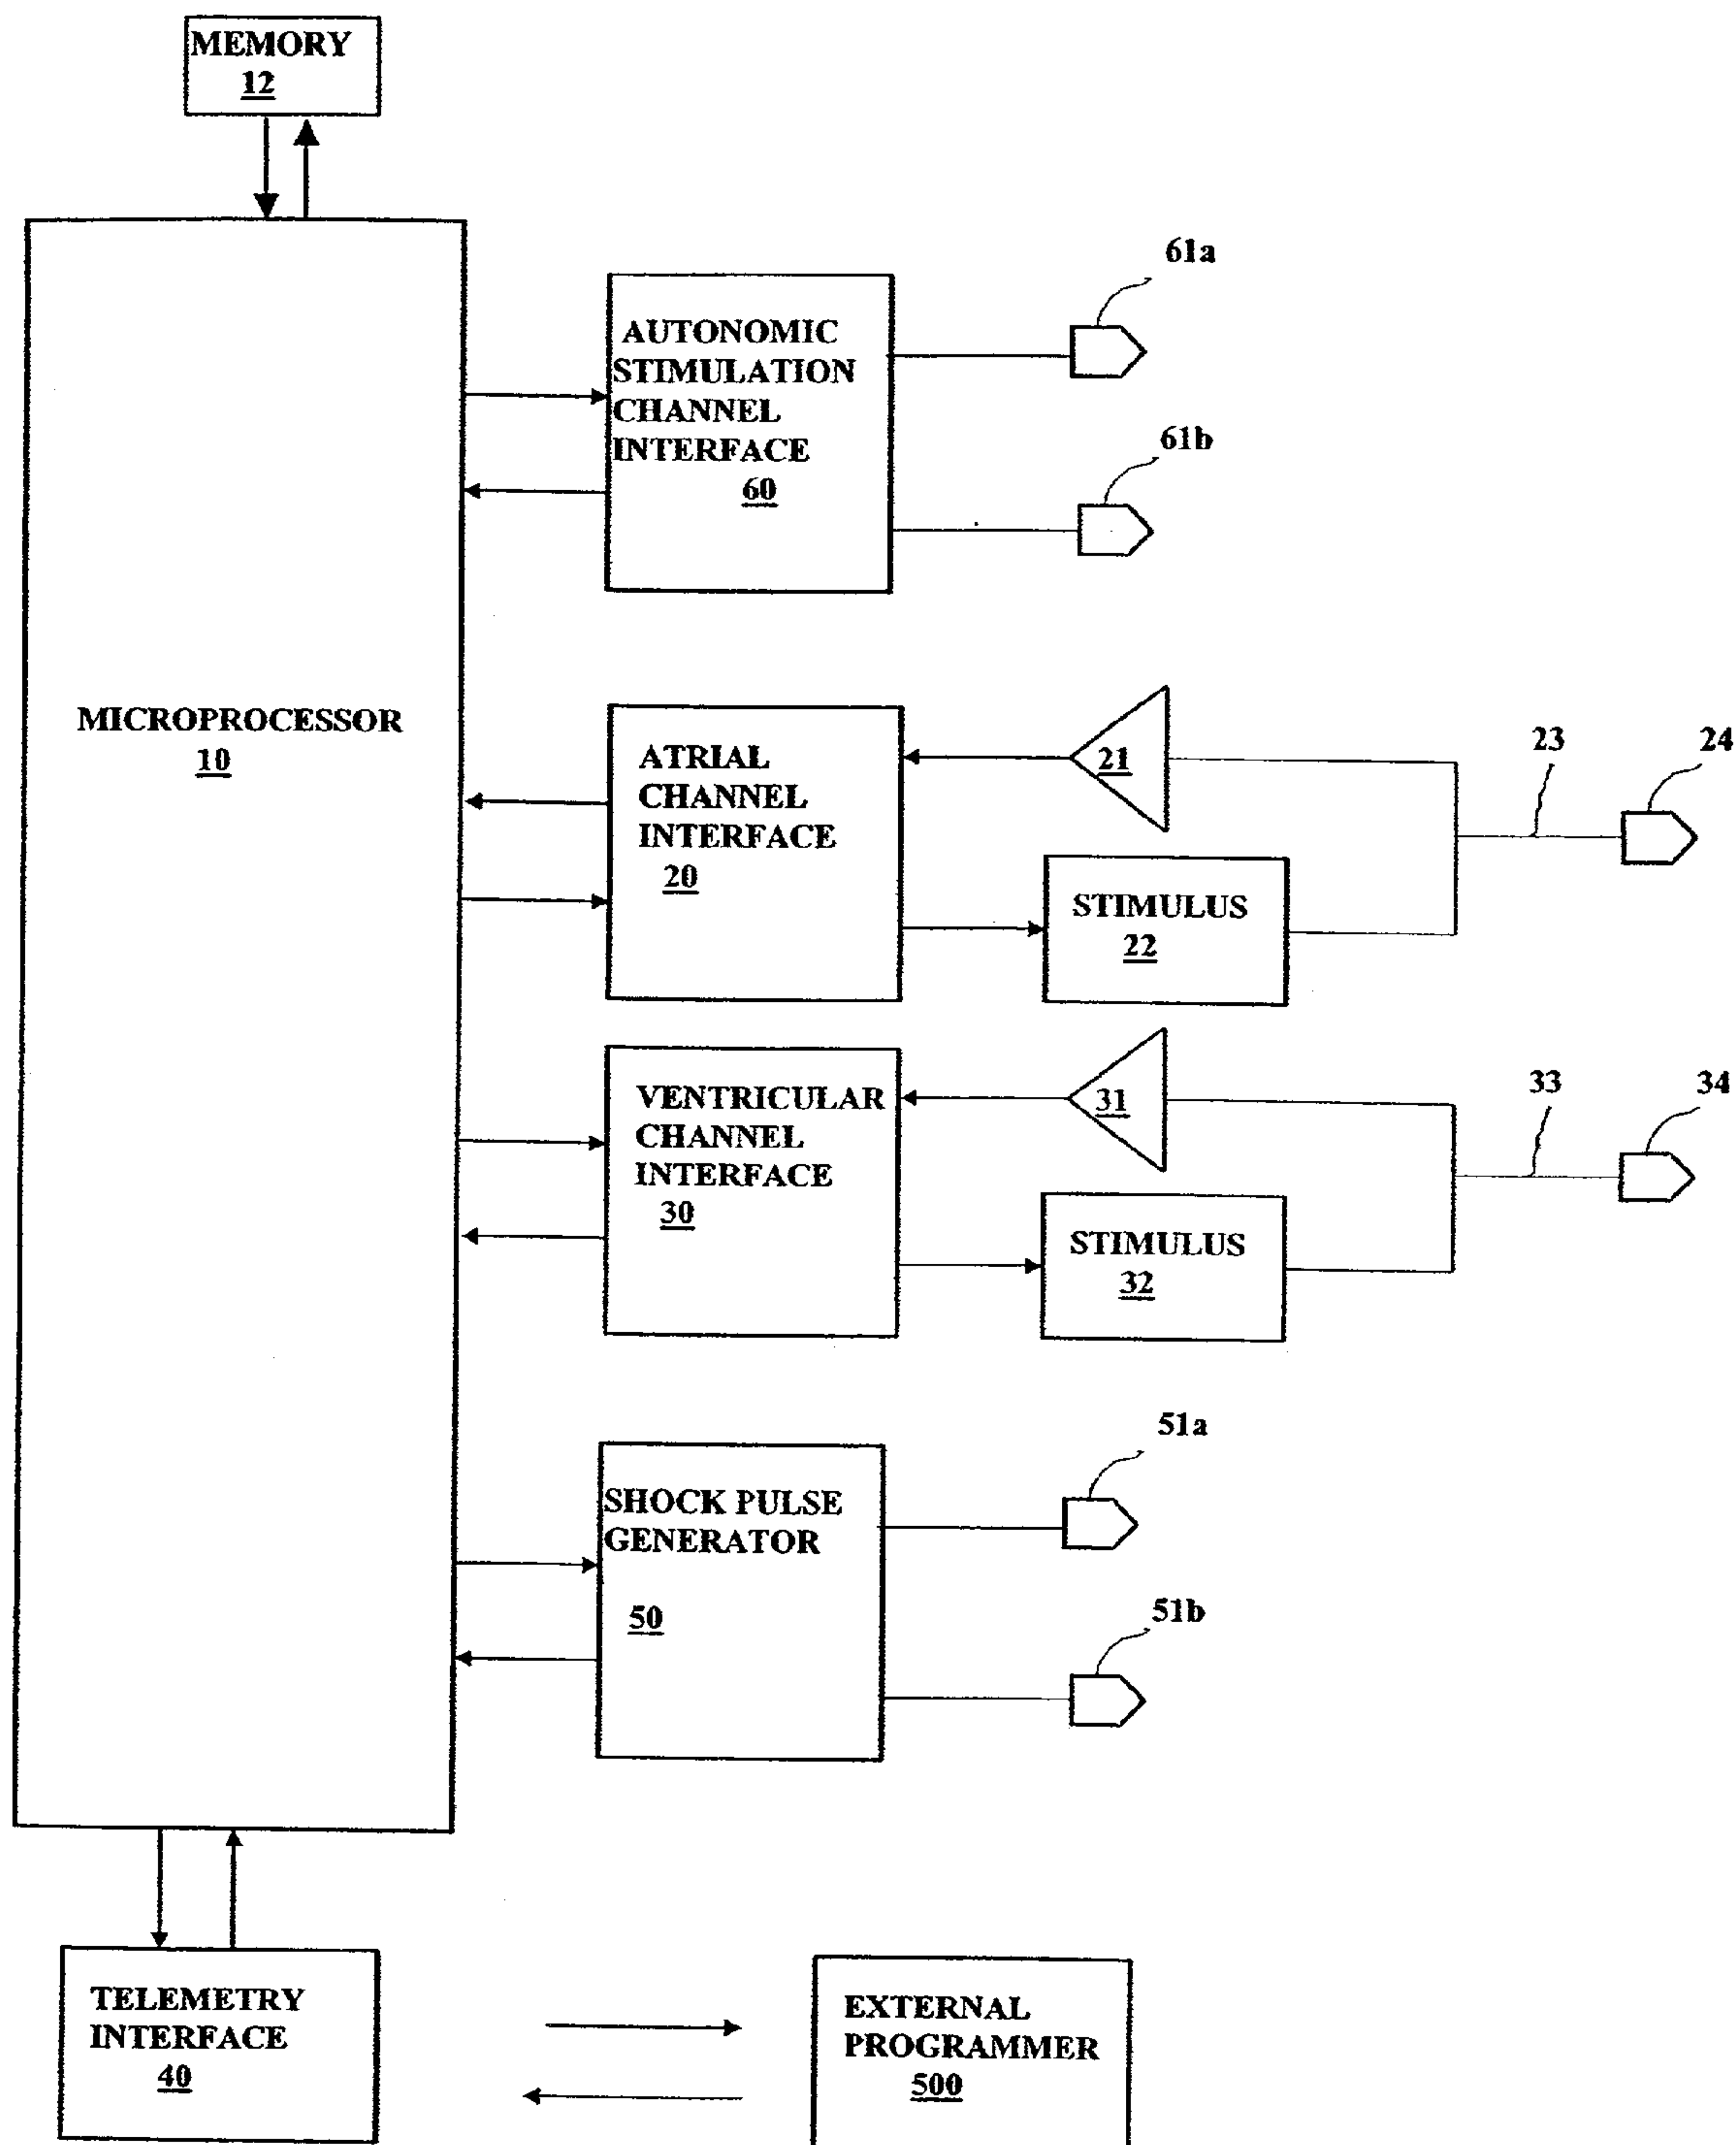 MEMORY
12
61a
AUTONOMIC
STIMULATION
CHANNEL
INTERFACE
60
61b
MICROPROCESSOR
10
ATRIAL
CHANNEL
INTERFACE
20
21
23
24
STIMULUS
22
VENTRICULAR
CHANNEL
INTERFACE
30
31
33
34
STIMULUS
32
51a
SHOCK PULSE
GENERATOR
50
51b
TELEMETRY
INTERFACE
40
EXTERNAL
PROGRAMMER
500